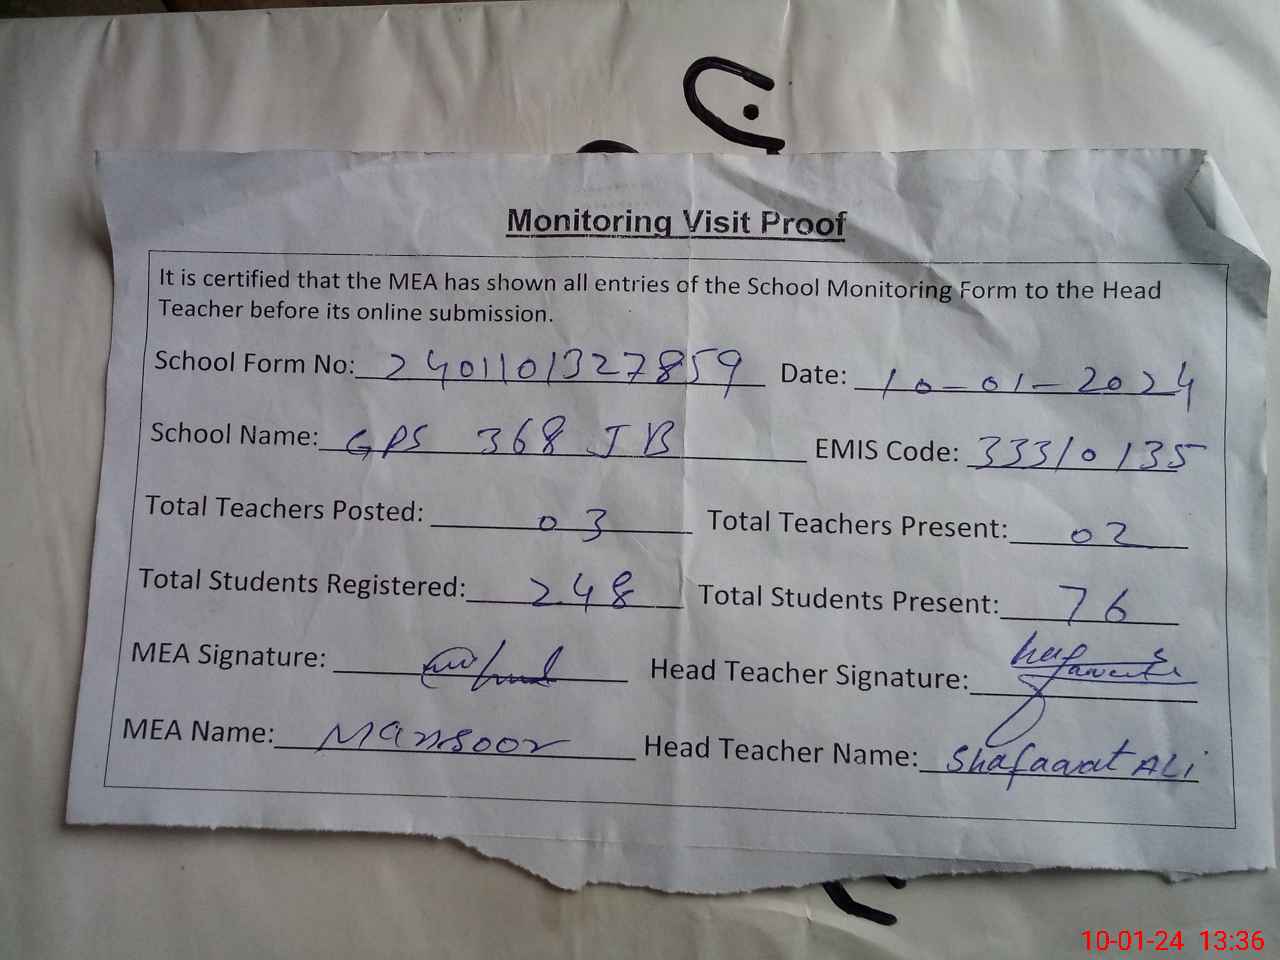 Monitoring Visit Proof
It is certified that the MEA has shown all entries of the School Monitoring Form to the Head
Teacher before its online submission.
School Form No: 2401101327859 Date: 10-01-2024
School Name: GPS 368 JB EMIS Code: 33310135
Total Teachers Posted: 03 Total Teachers Present: 02
Total Students Registered: 248 Total Students Present: 76
MEA Signature: Head Teacher Signature:
MEA Name: Mansoor Head Teacher Name: Shafaavat ALi
10-01-24 13:36